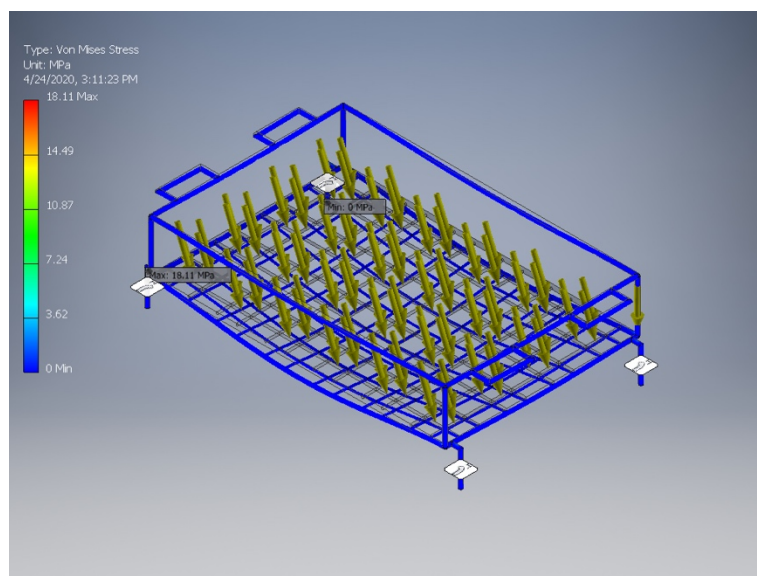 Type: Von Mises Stress
Unit: MPa
4/24/2020, 3:11:23 PM
18.11 Max
14.49
10.87
7.24
3.62
0 Min
Min: 0 MPa
Max: 18.11 MPa